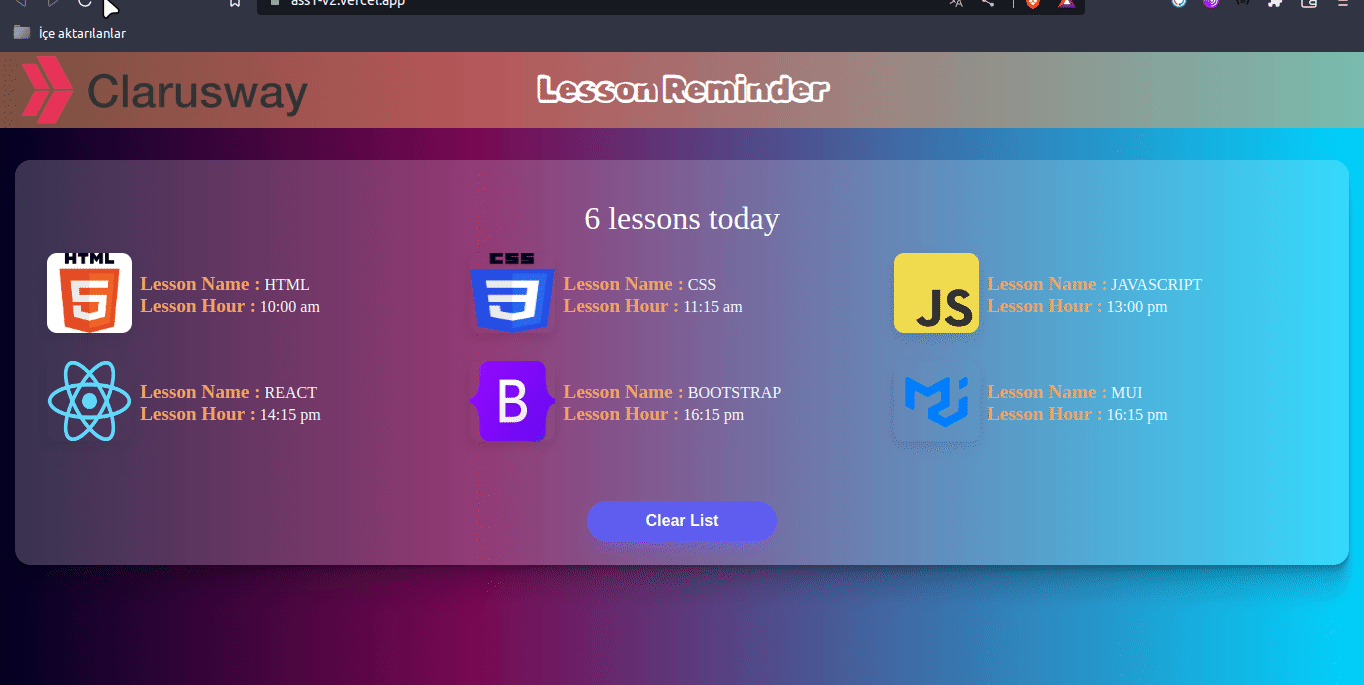 ass1-v2.vercel.app
İçe aktarılanlar
Clarusway
Lesson Reminder
6 lessons today
HTML
Lesson Name : HTML
Lesson Hour : 10:00 am
CSS
Lesson Name : CSS
Lesson Hour : 11:15 am
JS
Lesson Name : JAVASCRIPT
Lesson Hour : 13:00 pm
Lesson Name : REACT
Lesson Hour : 14:15 pm
B
Lesson Name : BOOTSTRAP
Lesson Hour : 16:15 pm
Lesson Name : MUI
Lesson Hour : 16:15 pm
Clear List